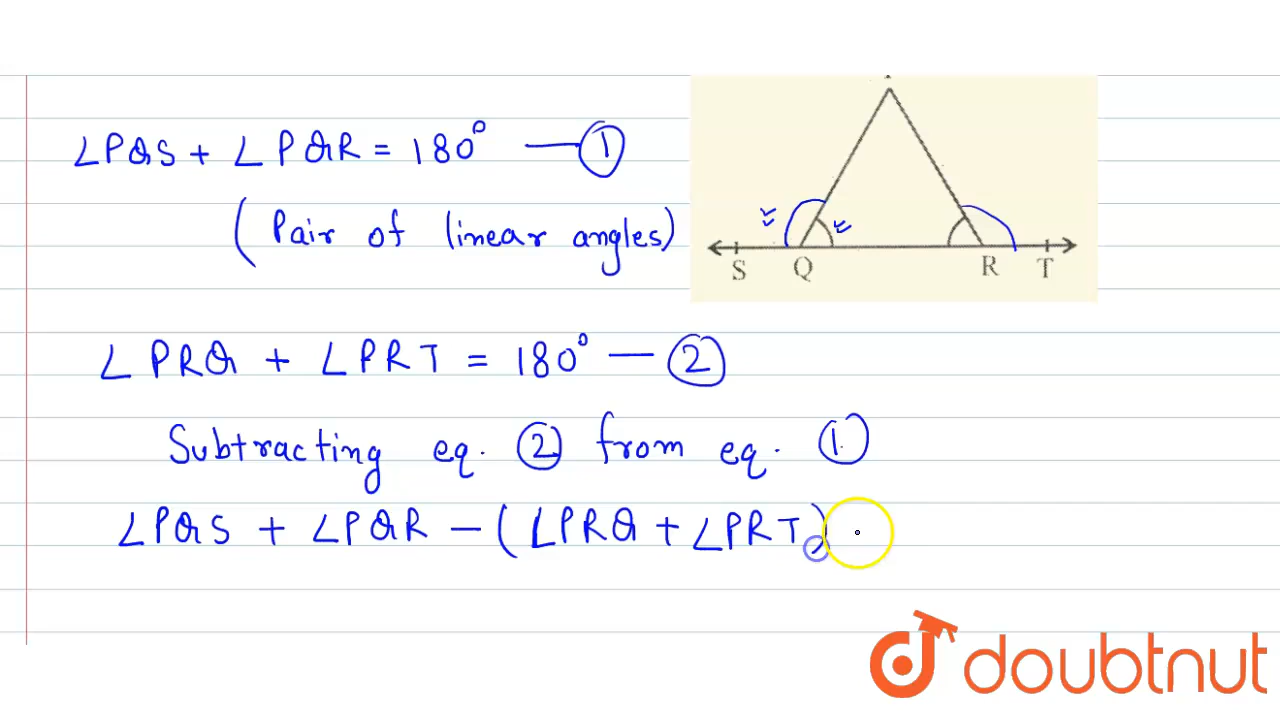 ∠PQS + ∠PQR = 180° — ①
(Pair of linear angles)
S Q R T
∠PRQ + ∠PRT = 180° — ②
Subtracting eq. ② from eq. ①
∠PQS + ∠PQR – (∠PRQ + ∠PRT)
doubtnut